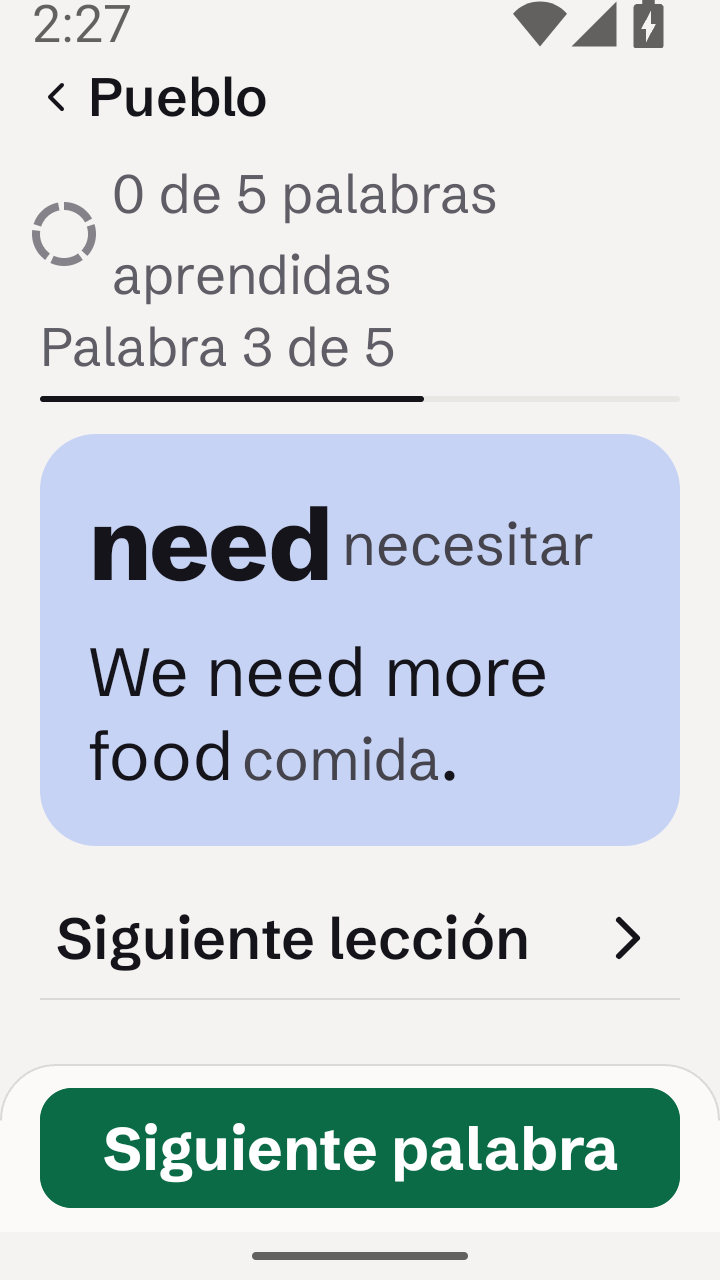 2:27
Pueblo
0 de 5 palabras
aprendidas
Palabra 3 de 5
need necesitar
We need more
food comida.
Siguiente lección
Siguiente palabra